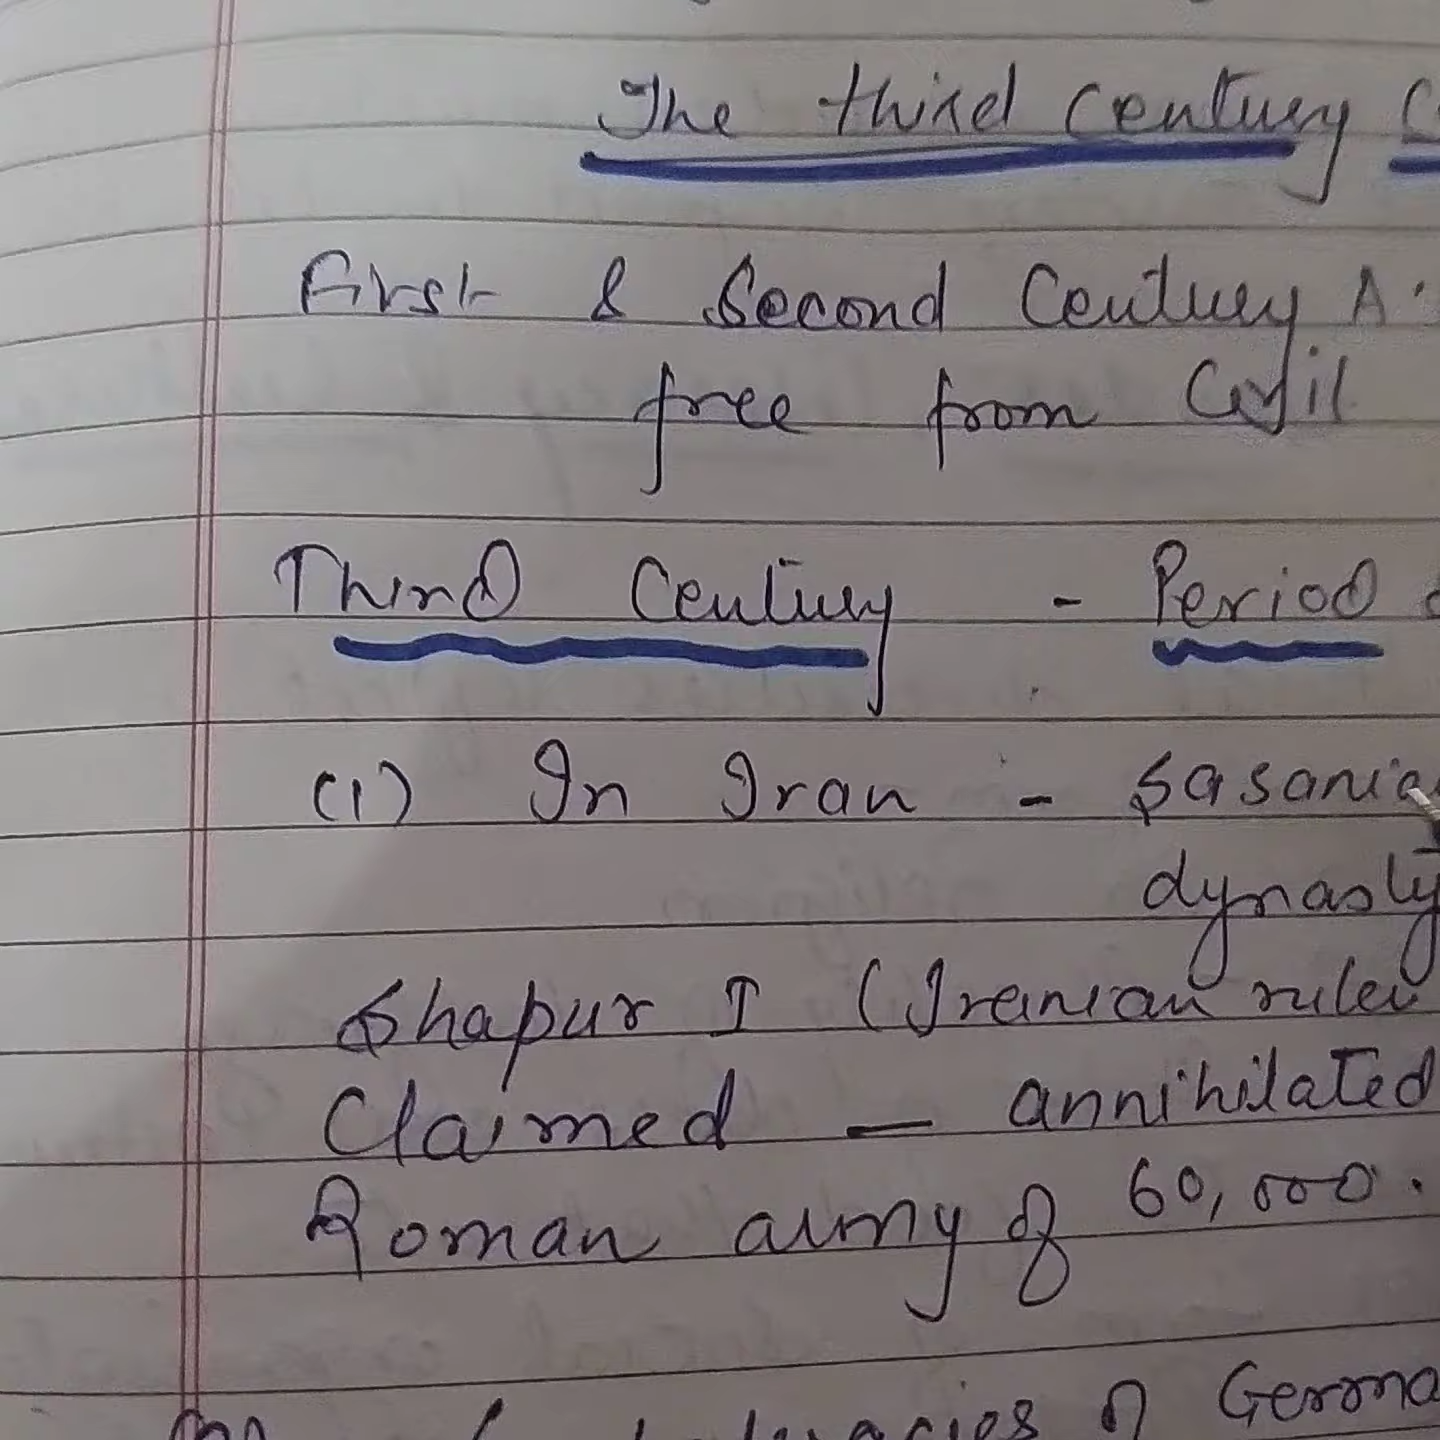 The third Century
First & Second Century A.
free from Civil
Third Century - Period
(1) In Iran - Sasania
dynasty
Shapur I (Iranian ruler
Claimed — annihilated
Roman army of 60,000.
of Germa